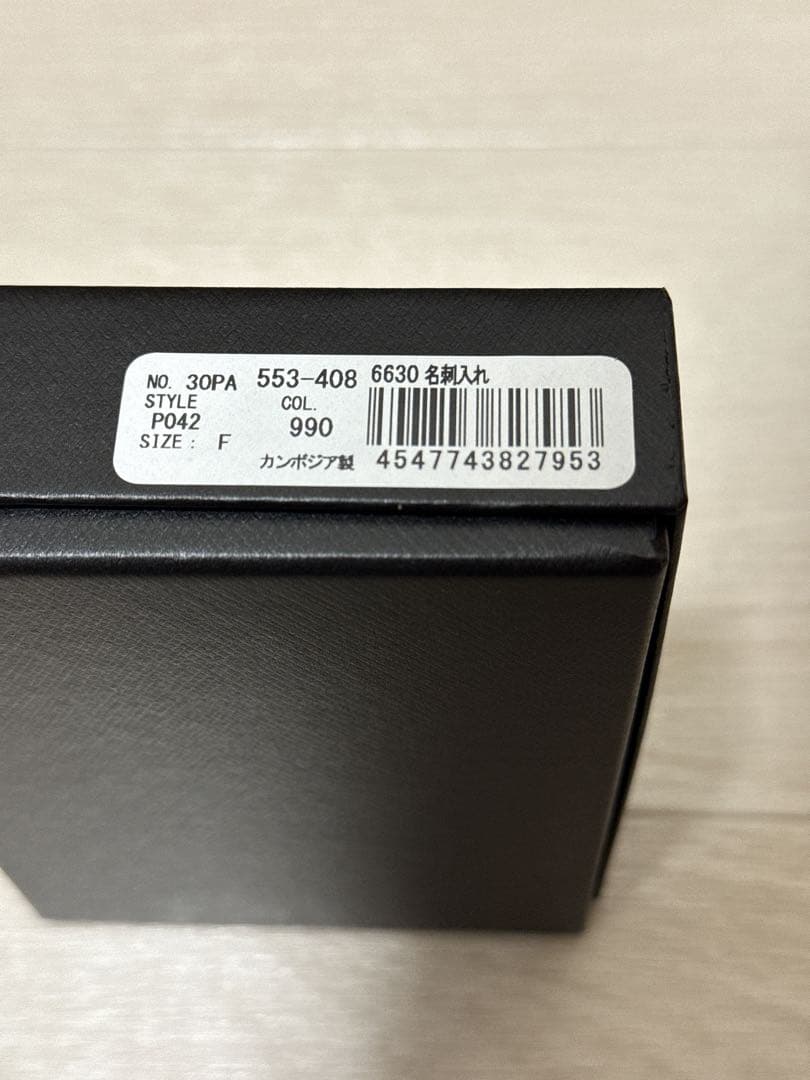 NO. 30PA 553-408 6630 名刺入れ
STYLE COL.
P042 990
SIZE : F カンボジア製 4547743827953